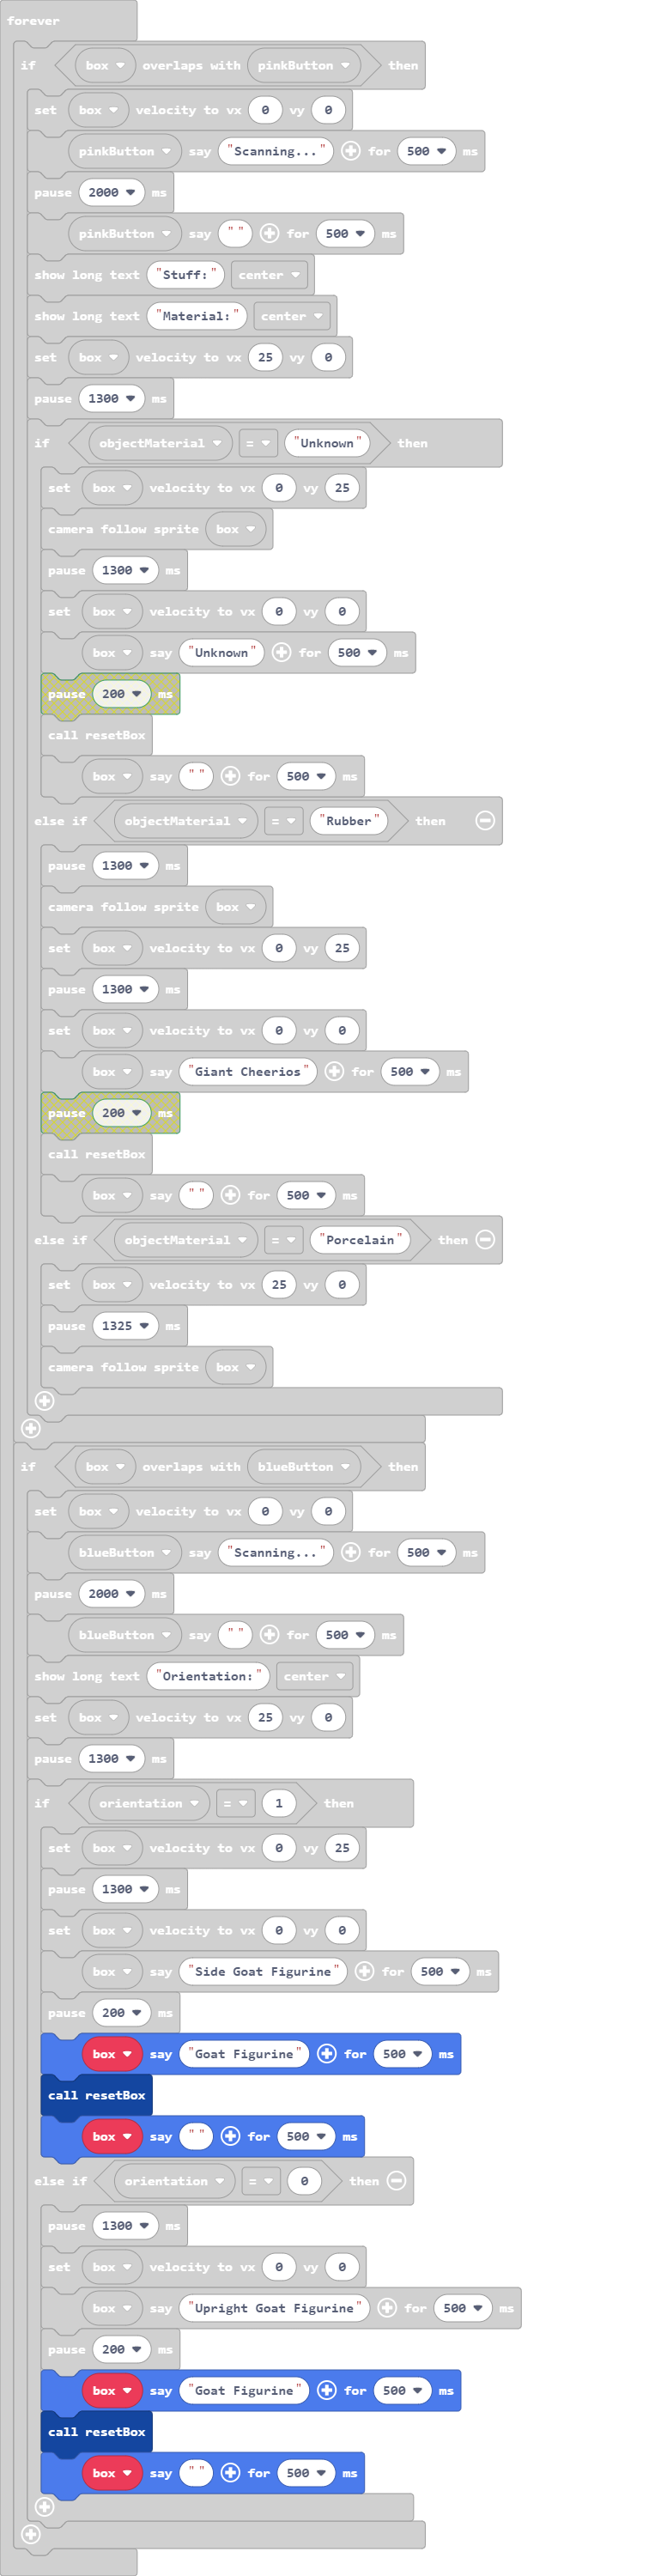 forever
if box overlaps with pinkButton then
set box velocity to vx 0 vy 0
pinkButton say "Scanning..." for 500 ms
pause 2000 ms
pinkButton say "" for 500 ms
show long text "Stuff:" center
show long text "Material:" center
set box velocity to vx 25 vy 0
pause 1300 ms
if objectMaterial = "Unknown" then
set box velocity to vx 0 vy 25
camera follow sprite box
pause 1300 ms
set box velocity to vx 0 vy 0
box say "Unknown" for 500 ms
pause 200 ms
call resetBox
box say "" for 500 ms
else if objectMaterial = "Rubber" then
pause 1300 ms
camera follow sprite box
set box velocity to vx 0 vy 25
pause 1300 ms
set box velocity to vx 0 vy 0
box say "Giant Cheerios" for 500 ms
pause 200 ms
call resetBox
box say "" for 500 ms
else if objectMaterial = "Porcelain" then
set box velocity to vx 25 vy 0
pause 1325 ms
camera follow sprite box
if box overlaps with blueButton then
set box velocity to vx 0 vy 0
blueButton say "Scanning..." for 500 ms
pause 2000 ms
blueButton say "" for 500 ms
show long text "Orientation:" center
set box velocity to vx 25 vy 0
pause 1300 ms
if orientation = 1 then
set box velocity to vx 0 vy 25
pause 1300 ms
set box velocity to vx 0 vy 0
box say "Side Goat Figurine" for 500 ms
pause 200 ms
box say "Goat Figurine" for 500 ms
call resetBox
box say "" for 500 ms
else if orientation = 0 then
pause 1300 ms
set box velocity to vx 0 vy 0
box say "Upright Goat Figurine" for 500 ms
pause 200 ms
box say "Goat Figurine" for 500 ms
call resetBox
box say "" for 500 ms